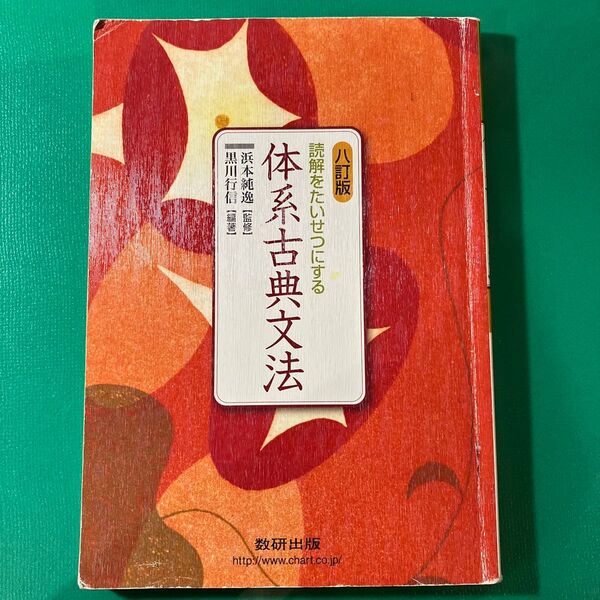 八訂版
読解をたいせつにする
体系古典文法
浜本純逸【監修】
黒川行信【編著】
数研出版
http://www.chart.co.jp/